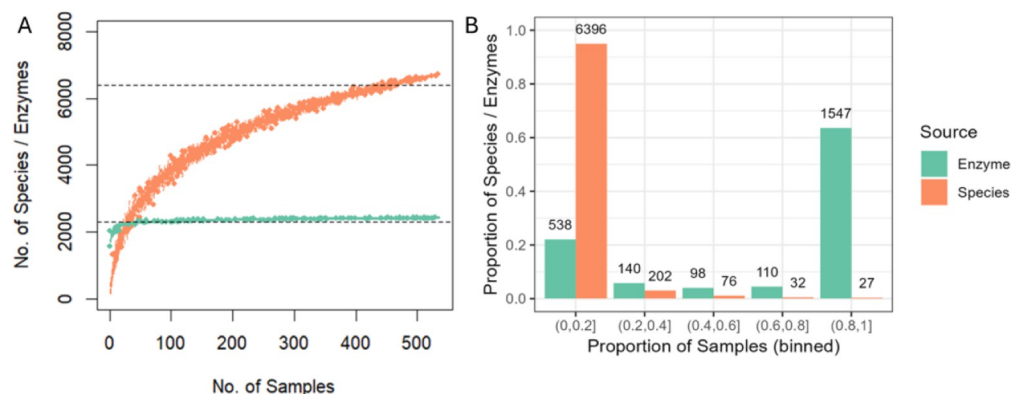 A
No. of Species / Enzymes
8000
6000
4000
2000
0
0 100 200 300 400 500
No. of Samples
B
Proportion of Species / Enzymes
1.0
0.8
0.6
0.4
0.2
0.0
6396
1547
538
140 202 98 76 110 32 27
(0,0.2] (0.2,0.4] (0.4,0.6] (0.6,0.8] (0.8,1]
Proportion of Samples (binned)
Source
Enzyme
Species